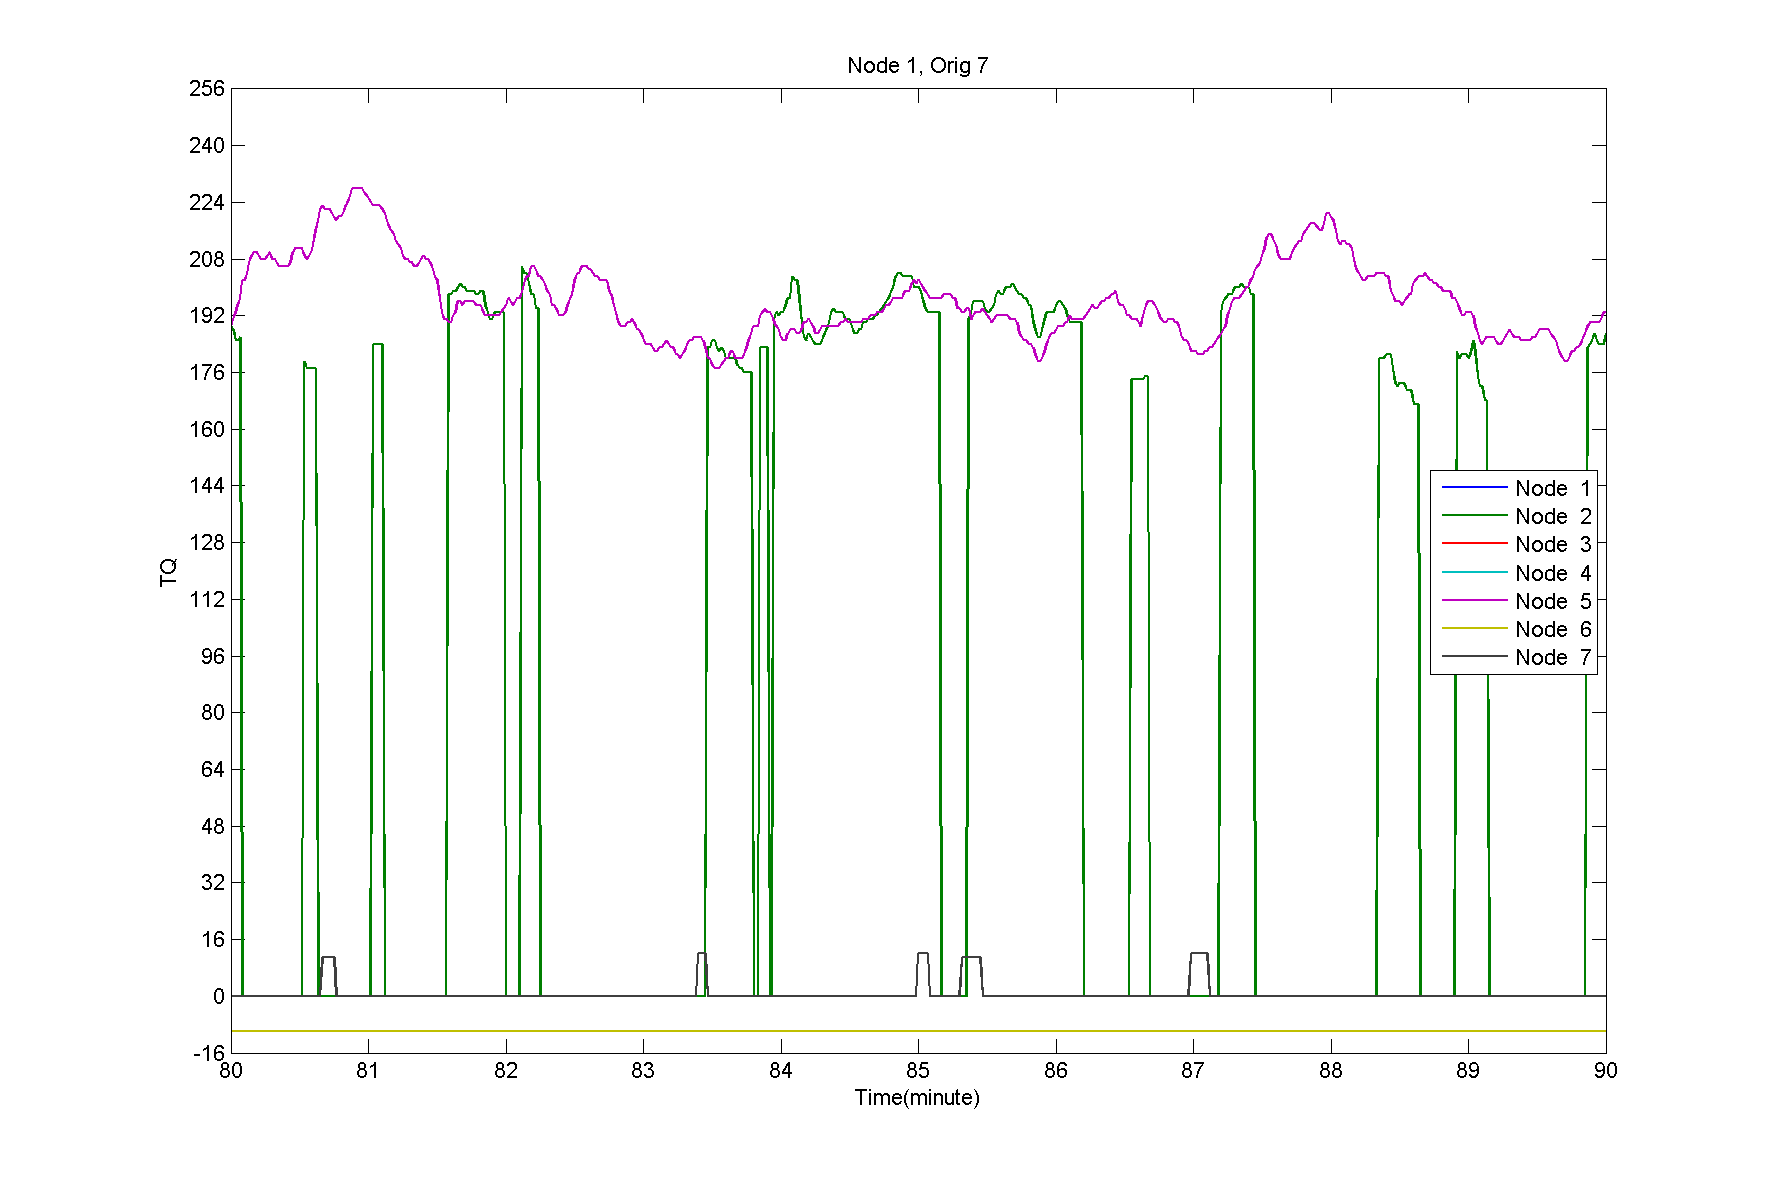 Node 1, Orig 7
256
240
224
208
192
176
160
144
128
112
96
80
64
48
32
16
0
-16
TQ
Node 1
Node 2
Node 3
Node 4
Node 5
Node 6
Node 7
80 81 82 83 84 85 86 87 88 89 90
Time(minute)